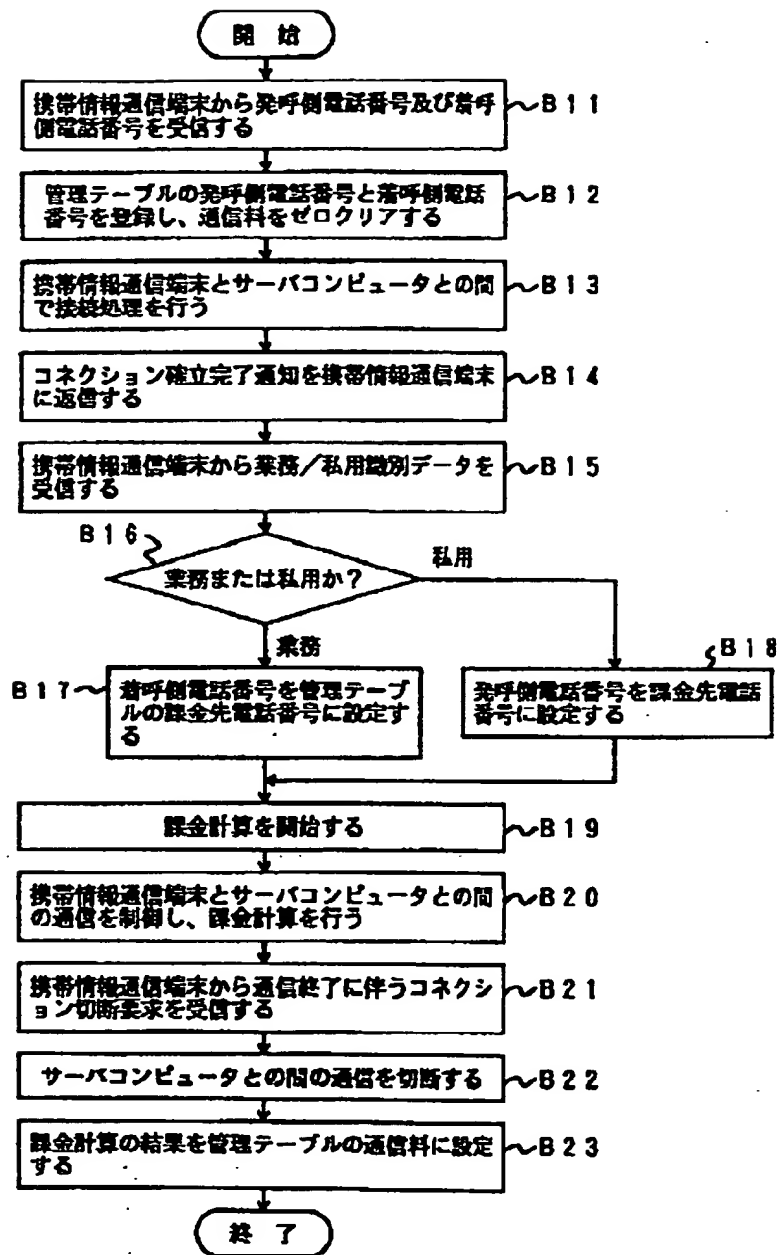 開 始
携帯情報通信端末から発呼側電話番号及び着呼
側電話番号を受信する
B11
管理テーブルの発呼側電話番号と着呼側電話
番号を登録し、通信料をゼロクリアする
B12
携帯情報通信端末とサーバコンピュータとの間
で接続処理を行う
B13
コネクション確立完了通知を携帯情報通信端末
に返信する
B14
携帯情報通信端末から業務/私用識別データを
受信する
B15
B16
業務または私用か?
私用
業務
B17
着呼側電話番号を管理テーブ
ルの課金先電話番号に設定す
る
B18
発呼側電話番号を課金先電話
番号に設定する
課金計算を開始する
B19
携帯情報通信端末とサーバコンピュータとの間
の通信を制御し、課金計算を行う
B20
携帯情報通信端末から通信終了に伴うコネクシ
ョン切断要求を受信する
B21
サーバコンピュータとの間の通信を切断する
B22
課金計算の結果を管理テーブルの通信料に設定
する
B23
終 了